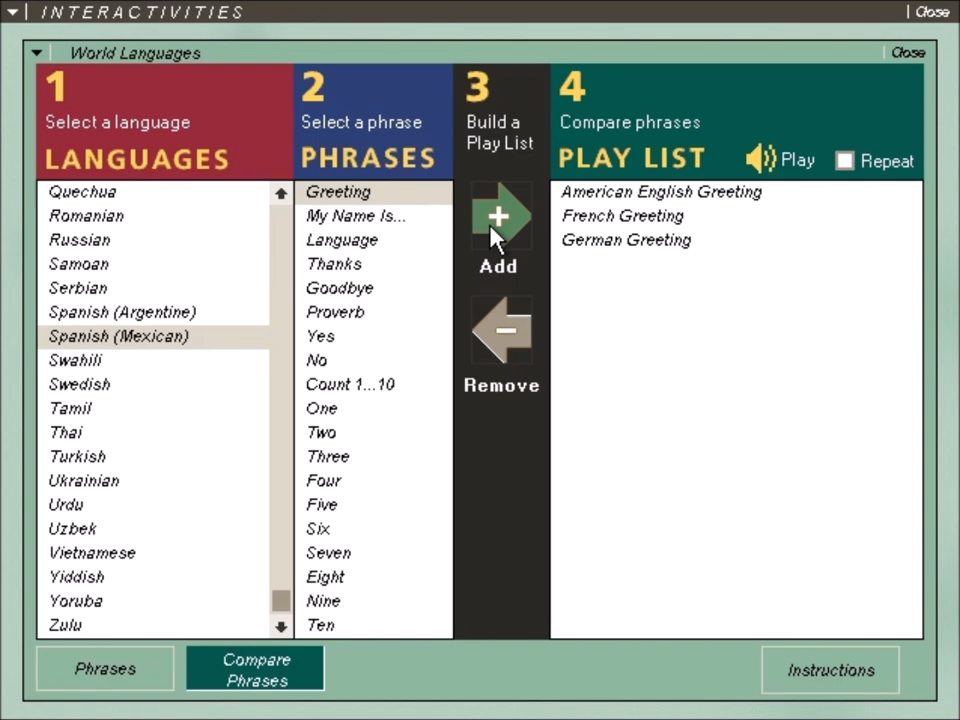 INTERACTIVITIES
Close
World Languages
Close
1
Select a language
LANGUAGES
Quechua
Romanian
Russian
Samoan
Serbian
Spanish (Argentine)
Spanish (Mexican)
Swahili
Swedish
Tamil
Thai
Turkish
Ukrainian
Urdu
Uzbek
Vietnamese
Yiddish
Yoruba
Zulu
2
Select a phrase
PHRASES
Greeting
My Name Is...
Language
Thanks
Goodbye
Proverb
Yes
No
Count 1...10
One
Two
Three
Four
Five
Six
Seven
Eight
Nine
Ten
3
Build a
Play List
Add
Remove
4
Compare phrases
PLAY LIST
Play
Repeat
American English Greeting
French Greeting
German Greeting
Phrases
Compare
Phrases
Instructions